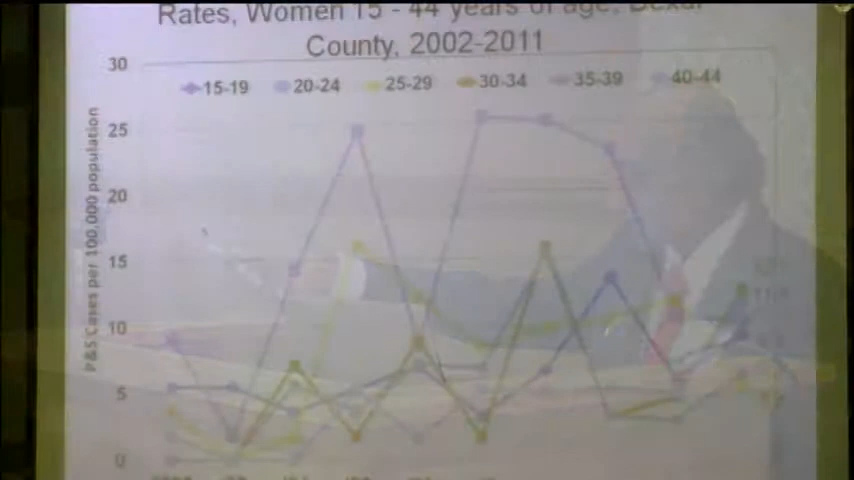 Rates, Women 15 - 44 years of age, Bexar
County, 2002-2011
30
15-19 20-24 25-29 30-34 35-39 40-44
25
20
15
10
5
0
P&S Cases per 100,000 population